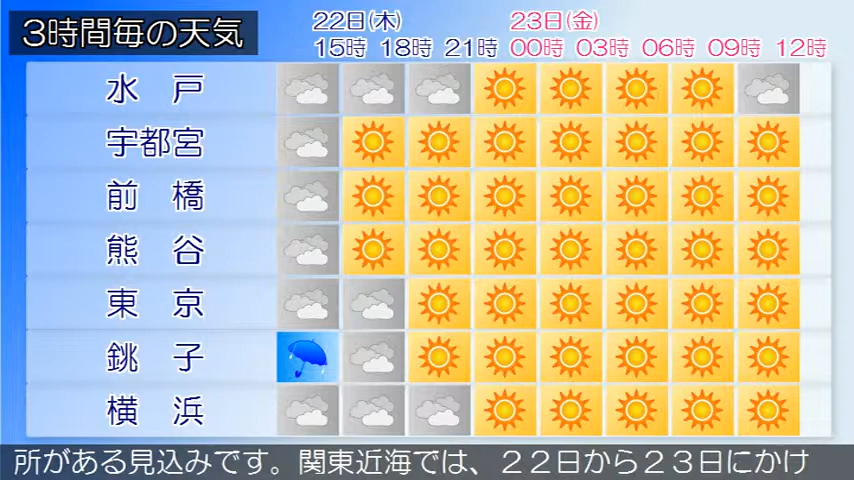 3時間毎の天気
22日(木) 23日(金)
15時 18時 21時 00時 03時 06時 09時 12時
水 戸
宇都宮
前 橋
熊 谷
東 京
銚 子
横 浜
所がある見込みです。関東近海では、２２日から２３日にかけ